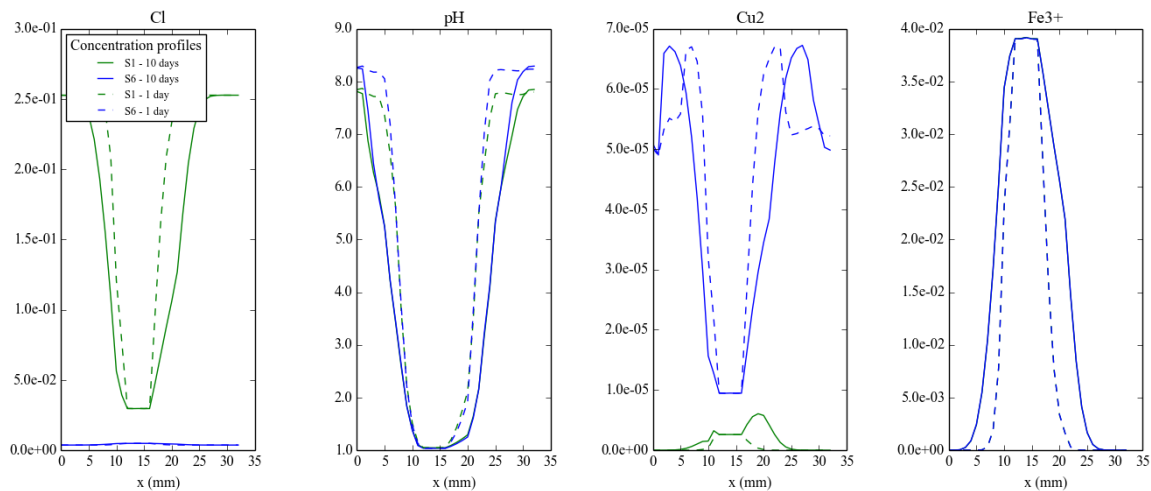 Cl
3.0e-01
2.5e-01
2.0e-01
1.5e-01
1.0e-01
5.0e-02
0.0e+00
0 5 10 15 20 25 30 35
x (mm)
Concentration profiles
S1 - 10 days
S6 - 10 days
S1 - 1 day
S6 - 1 day
pH
9.0
8.0
7.0
6.0
5.0
4.0
3.0
2.0
1.0
0 5 10 15 20 25 30 35
x (mm)
Cu2
7.0e-05
6.0e-05
5.0e-05
4.0e-05
3.0e-05
2.0e-05
1.0e-05
0.0e+00
0 5 10 15 20 25 30 35
x (mm)
Fe3+
4.0e-02
3.5e-02
3.0e-02
2.5e-02
2.0e-02
1.5e-02
1.0e-02
5.0e-03
0.0e+00
0 5 10 15 20 25 30 35
x (mm)